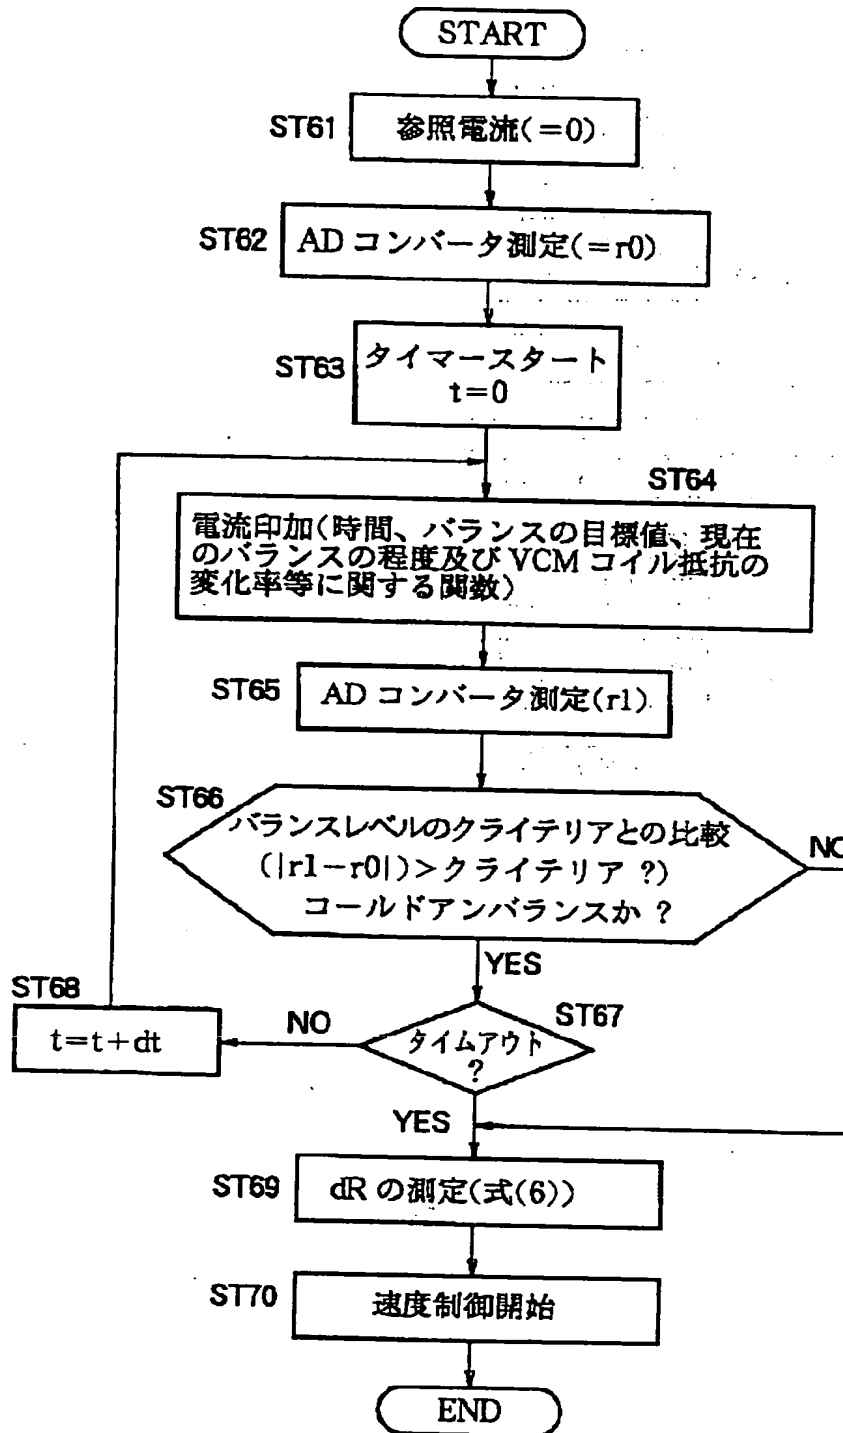 START
ST61
参照電流(=0)
ST62
ADコンバータ測定(=r0)
ST63
タイマースタート
t=0
ST64
電流印加(時間、バランスの目標値、現在
のバランスの程度及びVCMコイル抵抗の
変化率等に関する関数)
ST65
ADコンバータ測定(r1)
ST66
バランスレベルのクライテリアとの比較
(|r1-r0|)>クライテリア ?)
コールドアンバランスか ?
NO
YES
ST67
タイムアウト
?
NO
ST68
t=t+dt
YES
ST69
dRの測定(式(6))
ST70
速度制御開始
END